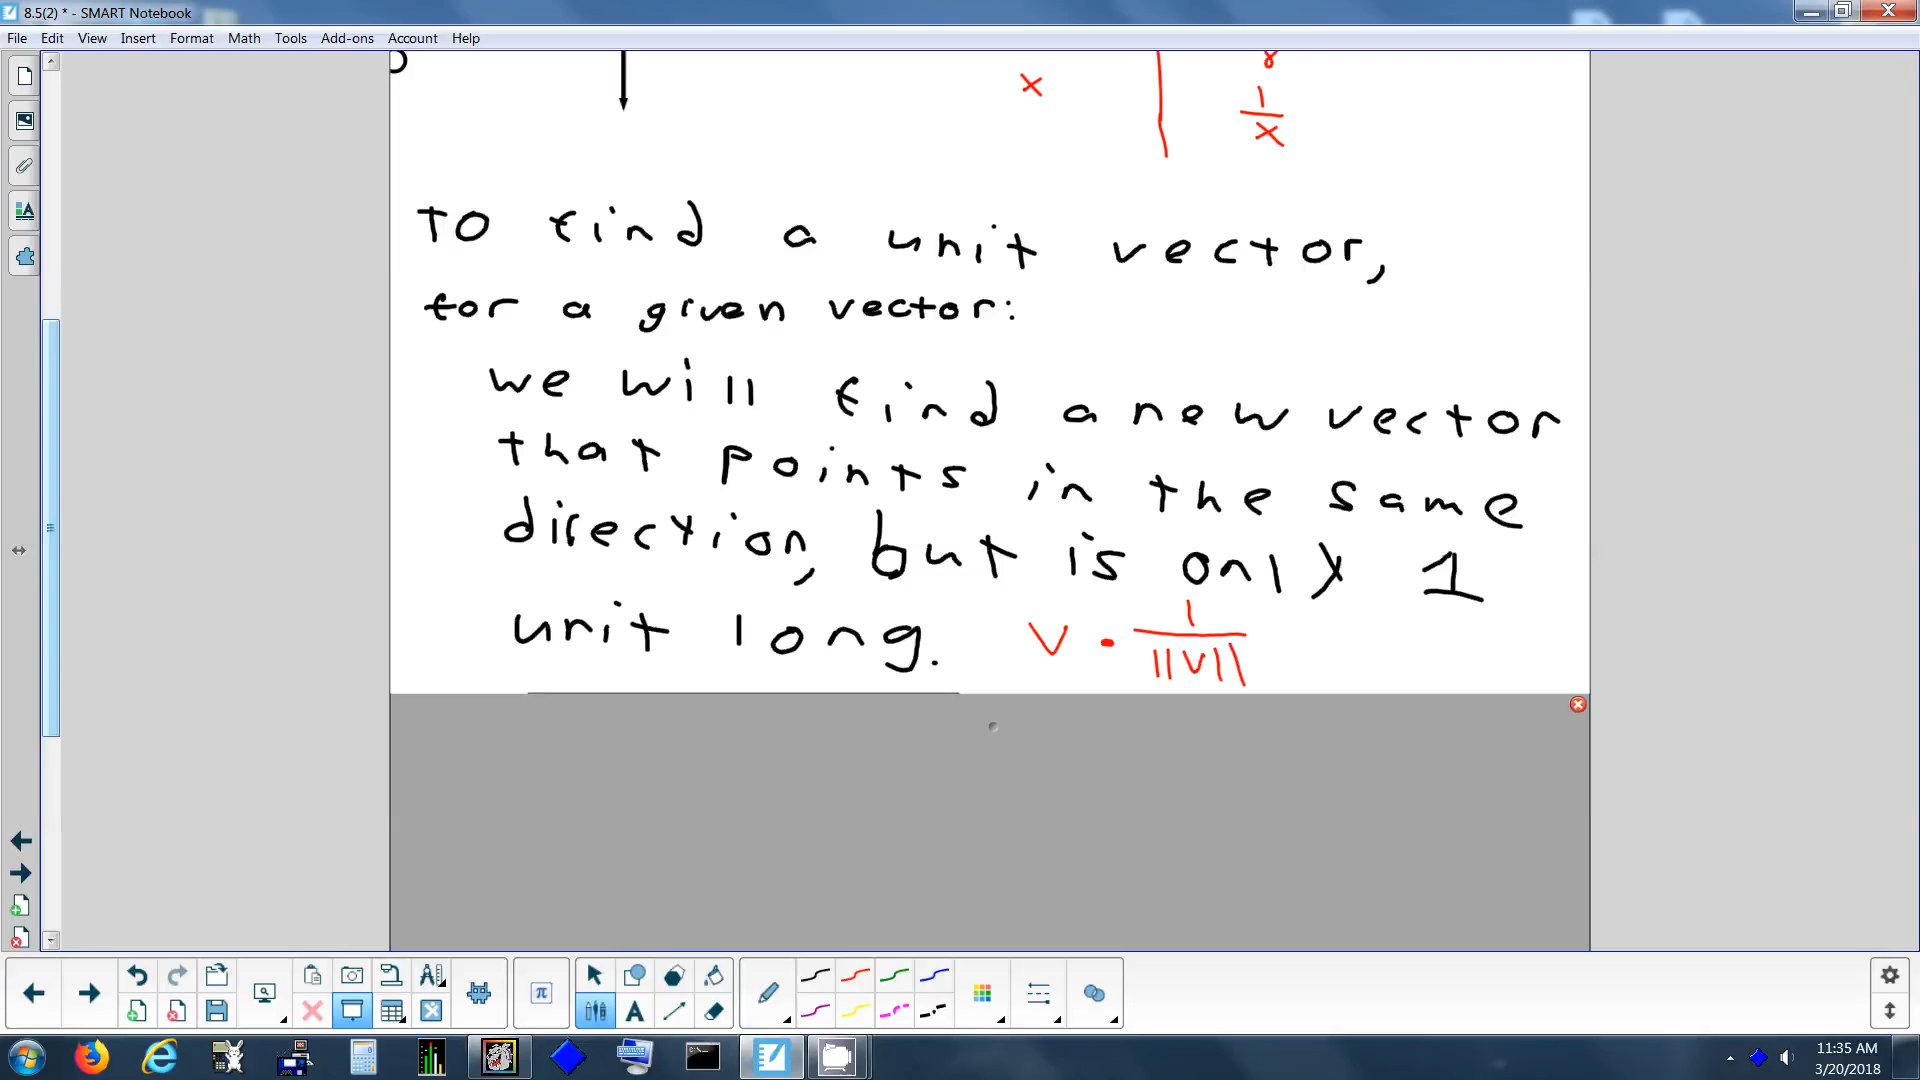 8.5(2) * - SMART Notebook
File Edit View Insert Format Math Tools Add-ons Account Help
x
1
x
To find a unit vector,
for a given vector:
we will find a new vector
that points in the same
direction, but is only 1
unit long. v · 1
||v||
π
A
11:35 AM
3/20/2018